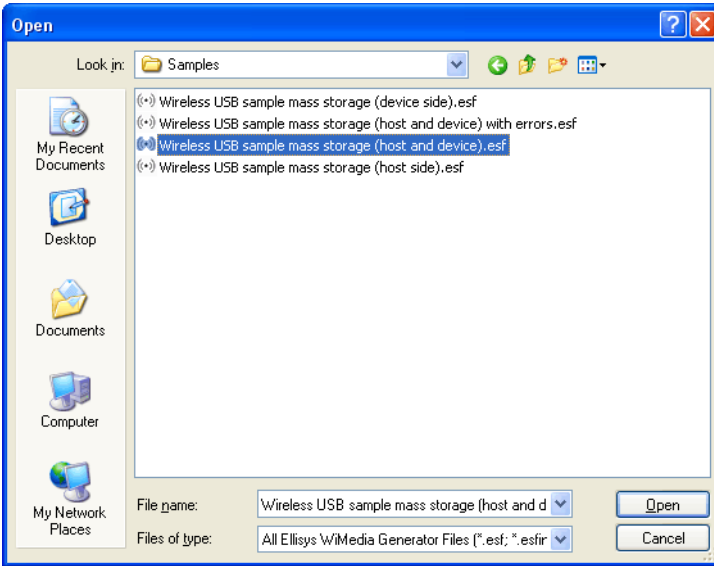 Open
Look in: Samples
Wireless USB sample mass storage (device side).esf
Wireless USB sample mass storage (host and device) with errors.esf
Wireless USB sample mass storage (host and device).esf
Wireless USB sample mass storage (host side).esf
My Recent
Documents
Desktop
Documents
Computer
My Network
Places
File name: Wireless USB sample mass storage (host and d
Open
Files of type: All Ellisys WiMedia Generator Files (*.esf; *.esfir
Cancel